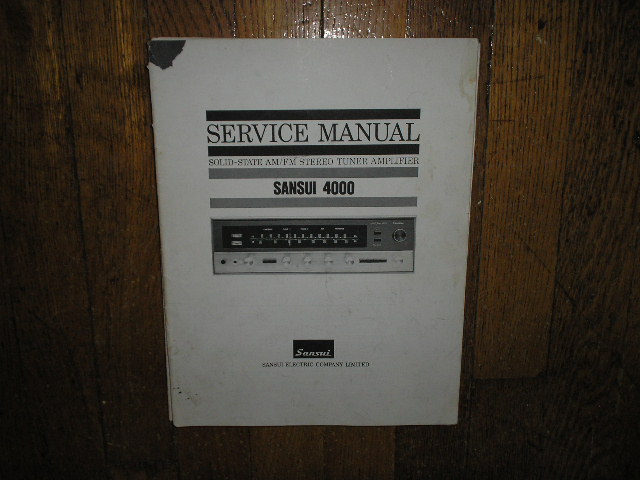 SERVICE MANUAL
SOLID-STATE AM/FM STEREO TUNER AMPLIFIER
SANSUI 4000
Sansui
SANSUI ELECTRIC COMPANY LIMITED